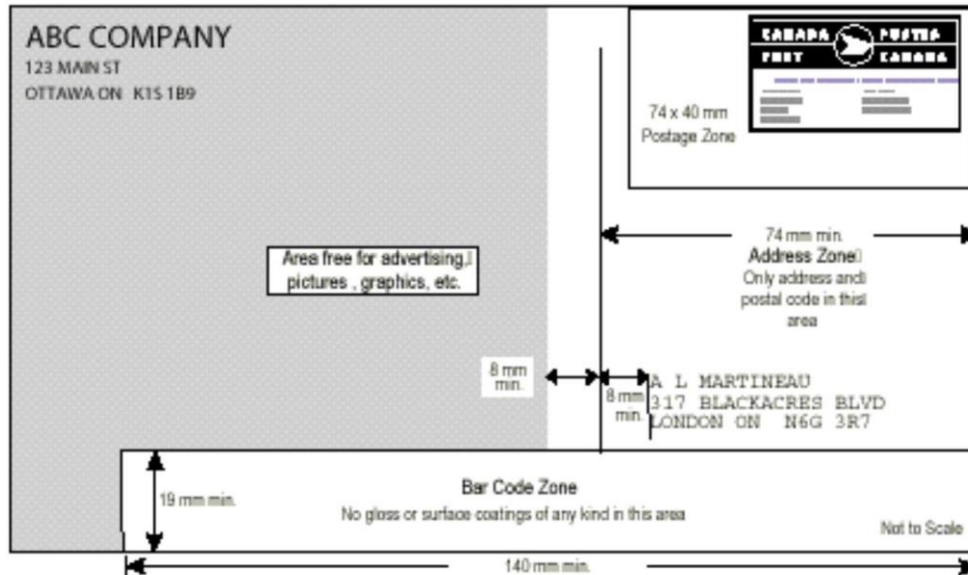 ABC COMPANY
123 MAIN ST
OTTAWA ON K1S 1B9
CANADA POSTES
POST CANADA
74 x 40 mm
Postage Zone
Area free for advertising,
pictures , graphics, etc.
74 mm min.
Address Zone
Only address and
postal code in this
area
8 mm
min.
8 mm
min.
A L MARTINEAU
317 BLACKACRES BLVD
LONDON ON N6G 3R7
19 mm min.
Bar Code Zone
No gloss or surface coatings of any kind in this area
Not to Scale
140 mm min.